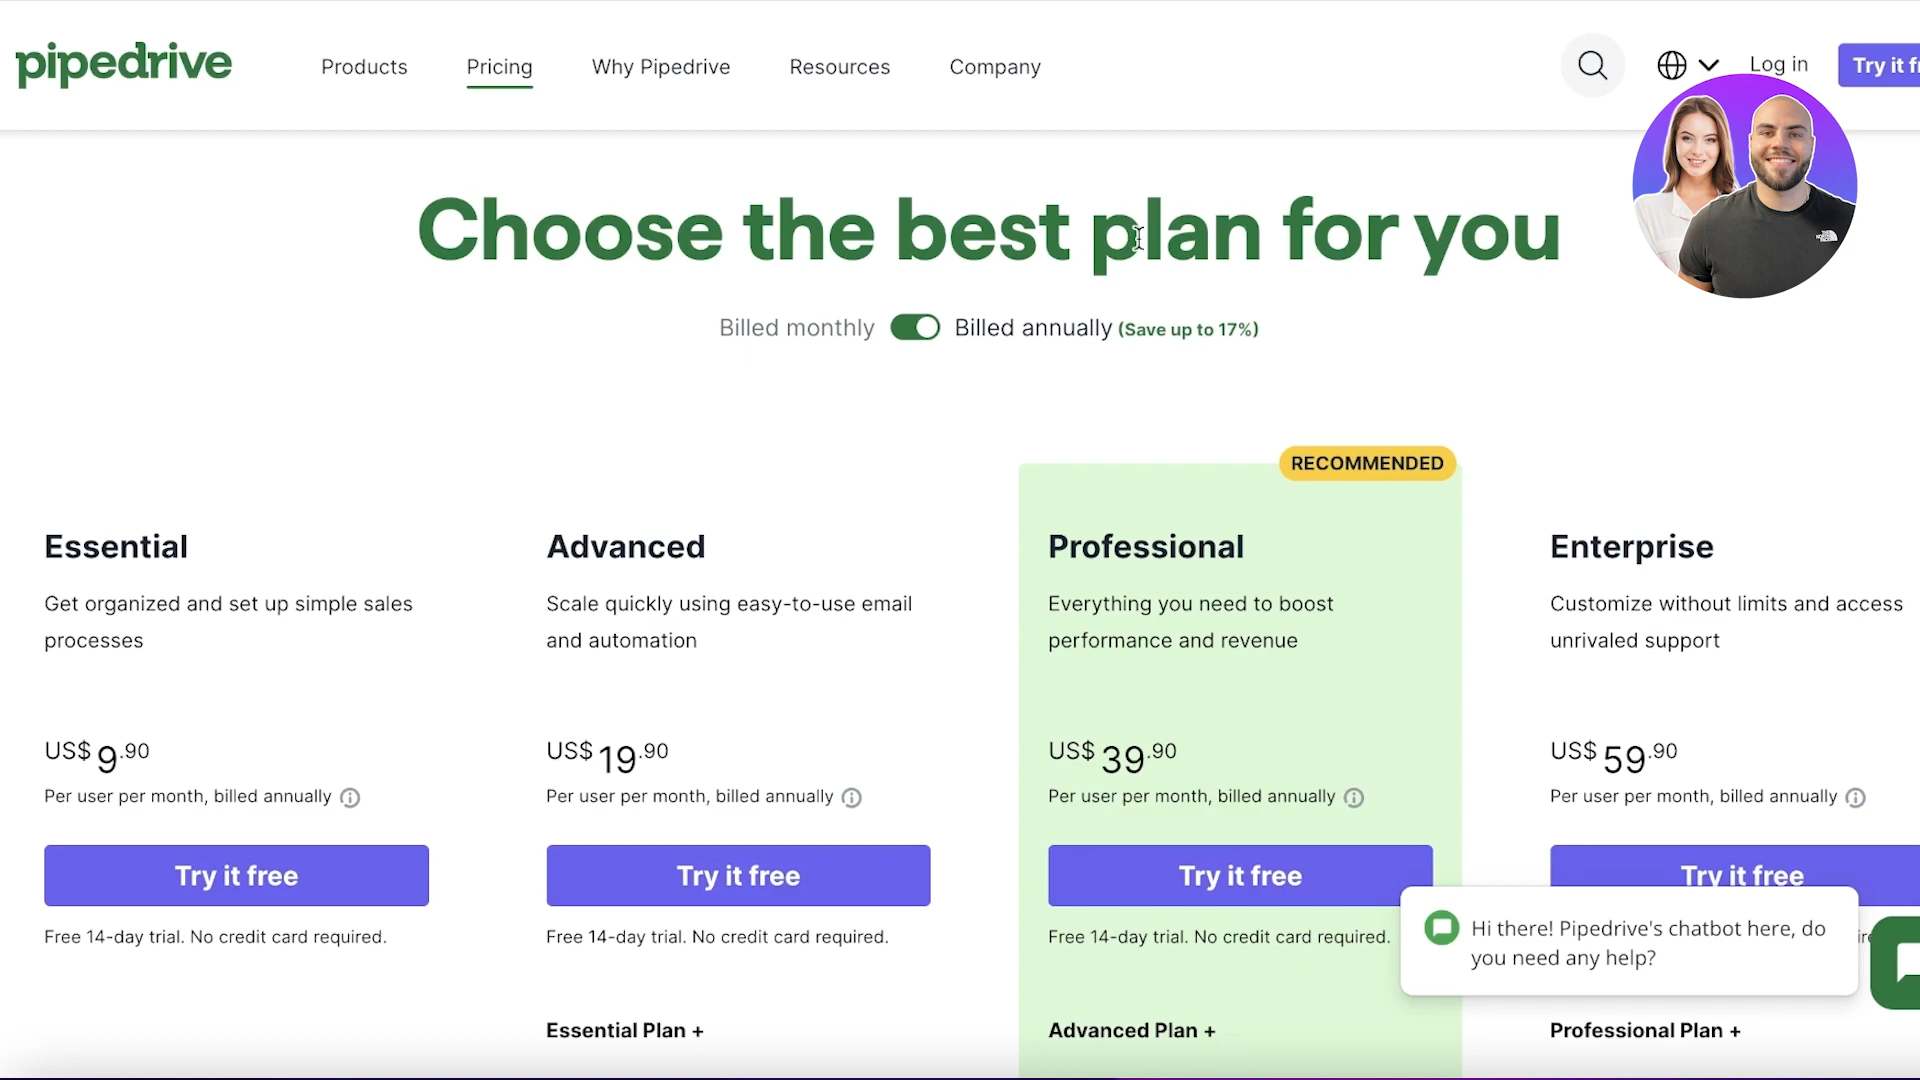 pipedrive
Products Pricing Why Pipedrive Resources Company
Log in
Try it fr
Choose the best plan for you
Billed monthly Billed annually (Save up to 17%)
RECOMMENDED
Essential
Get organized and set up simple sales
processes
US$ 9.90
Per user per month, billed annually
Try it free
Free 14-day trial. No credit card required.
Advanced
Scale quickly using easy-to-use email
and automation
US$ 19.90
Per user per month, billed annually
Try it free
Free 14-day trial. No credit card required.
Essential Plan +
Professional
Everything you need to boost
performance and revenue
US$ 39.90
Per user per month, billed annually
Try it free
Free 14-day trial. No credit card required.
Advanced Plan +
Enterprise
Customize without limits and access
unrivaled support
US$ 59.90
Per user per month, billed annually
Try it free
Professional Plan +
Hi there! Pipedrive's chatbot here, do
you need any help?